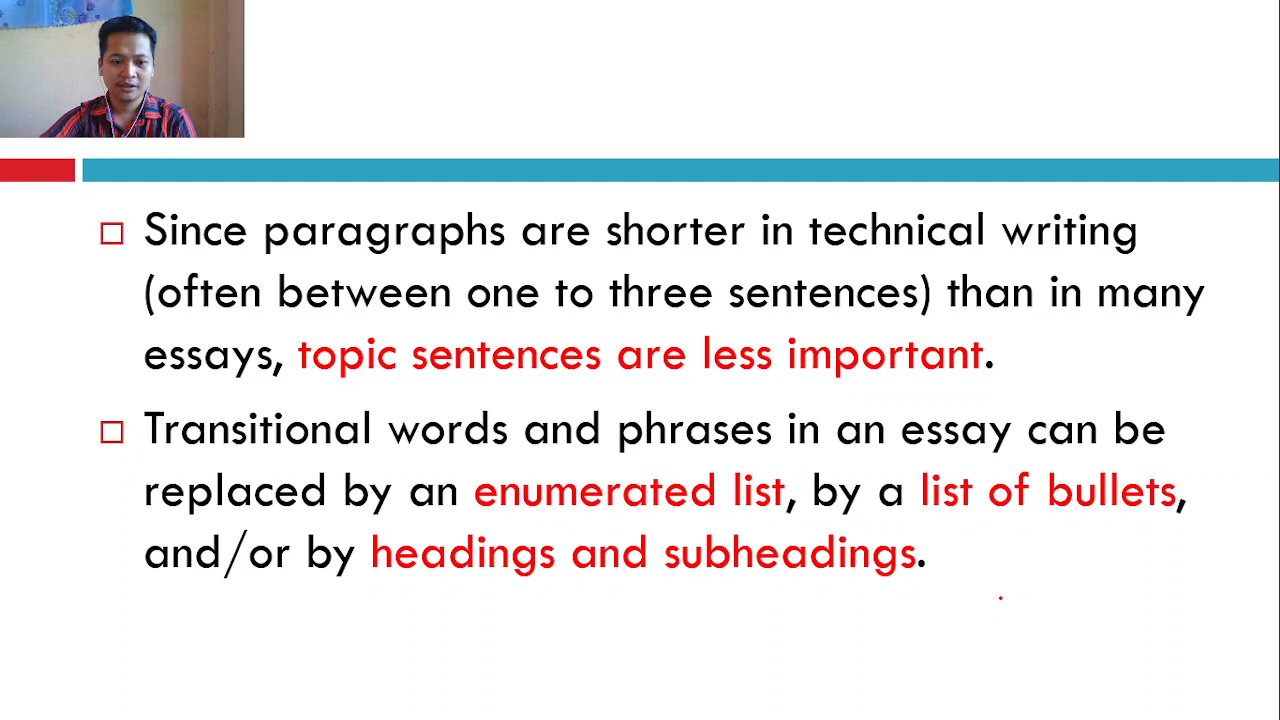 Since paragraphs are shorter in technical writing
(often between one to three sentences) than in many
essays, topic sentences are less important.
Transitional words and phrases in an essay can be
replaced by an enumerated list, by a list of bullets,
and/or by headings and subheadings.